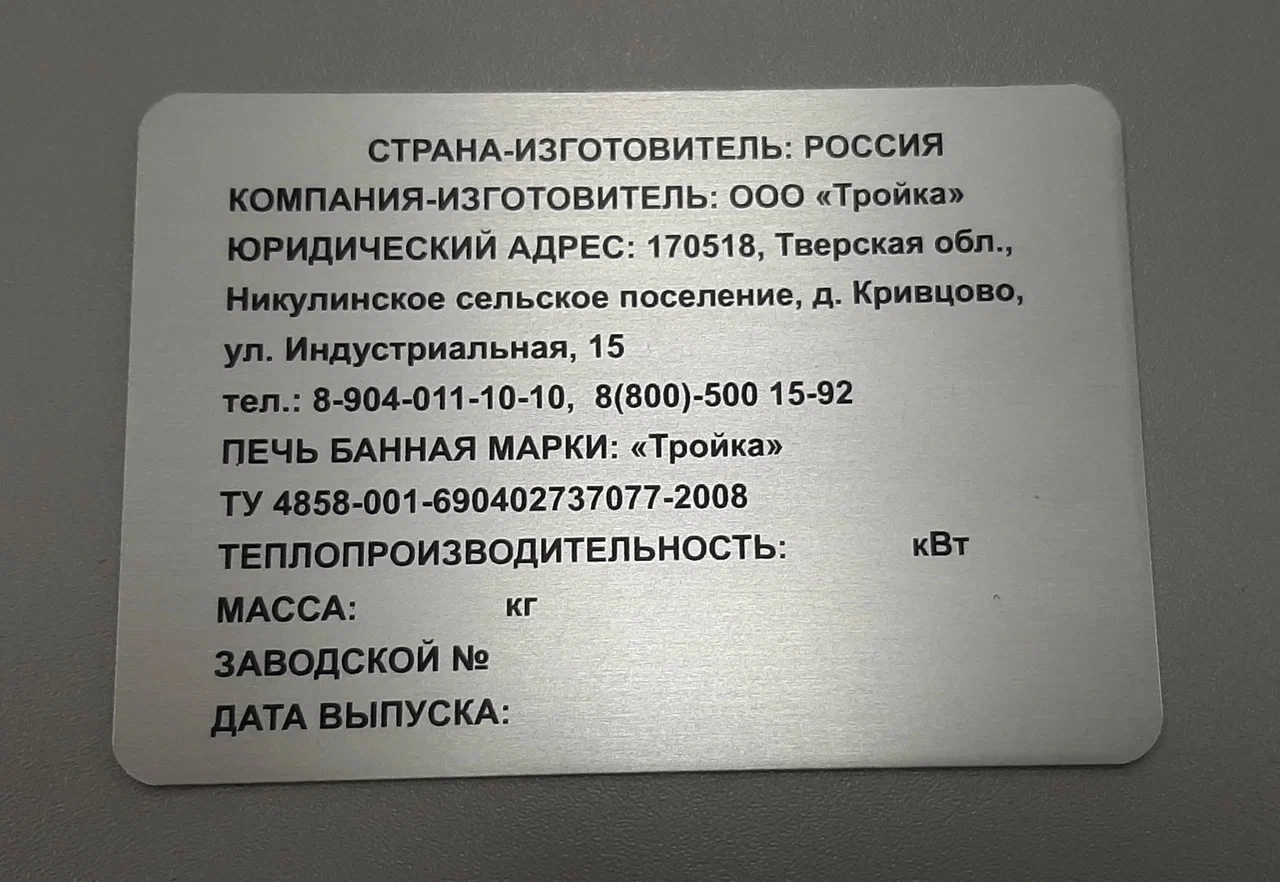 СТРАНА-ИЗГОТОВИТЕЛЬ: РОССИЯ
КОМПАНИЯ-ИЗГОТОВИТЕЛЬ: ООО «Тройка»
ЮРИДИЧЕСКИЙ АДРЕС: 170518, Тверская обл.,
Никулинское сельское поселение, д. Кривцово,
ул. Индустриальная, 15
тел.: 8-904-011-10-10, 8(800)-500 15-92
ПЕЧЬ БАННАЯ МАРКИ: «Тройка»
ТУ 4858-001-690402737077-2008
ТЕПЛОПРОИЗВОДИТЕЛЬНОСТЬ: кВт
МАССА: кг
ЗАВОДСКОЙ №
ДАТА ВЫПУСКА: